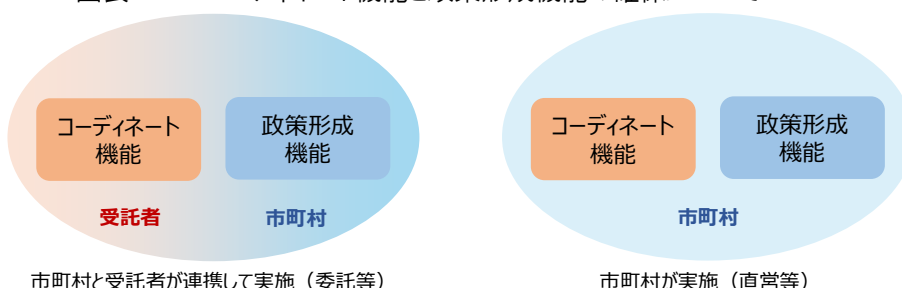 コーディネート
機能
政策形成
機能
受託者
市町村
市町村と受託者が連携して実施（委託等）
コーディネート
機能
政策形成
機能
市町村
市町村が実施（直営等）